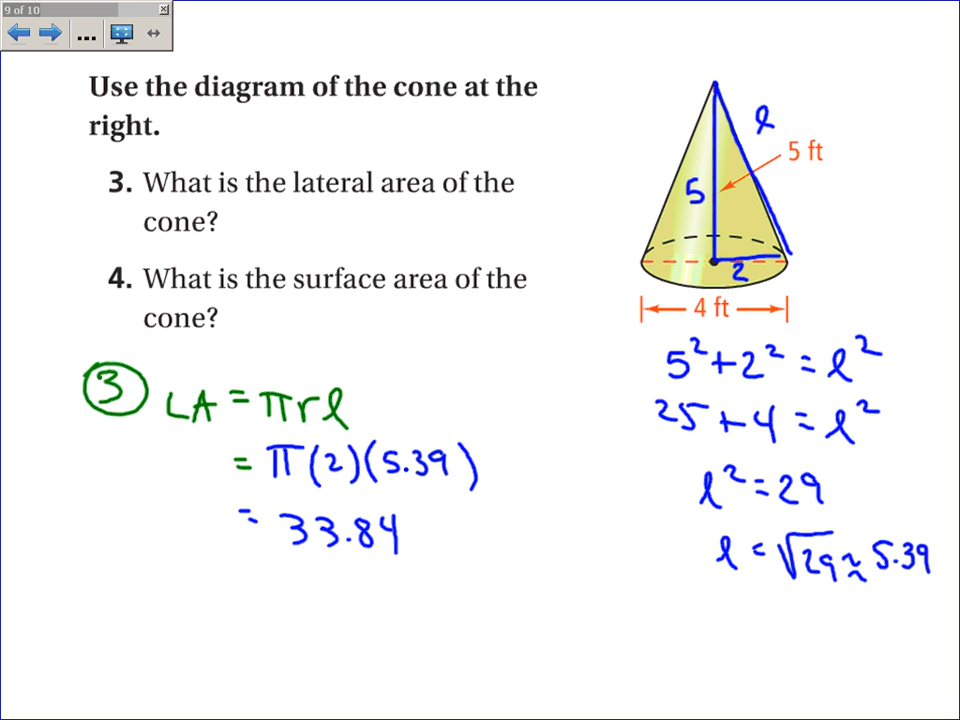 9 of 10
Use the diagram of the cone at the
right.
3. What is the lateral area of the
cone?
4. What is the surface area of the
cone?
l
5 ft
5
2
4 ft
5² + 2² = l²
25 + 4 = l²
l² = 29
l = √29 ≈ 5.39
3 LA = πrl
= π(2)(5.39)
= 33.84